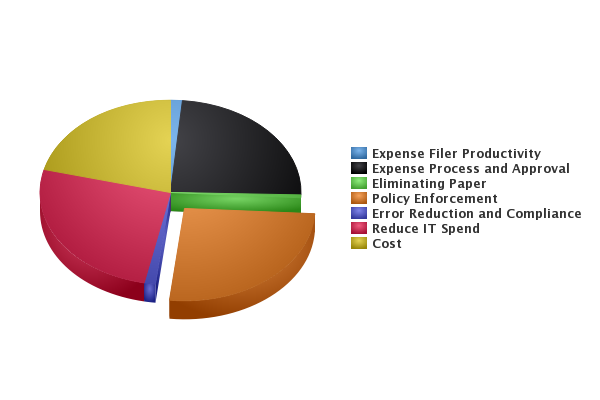 Expense Filer Productivity
Expense Process and Approval
Eliminating Paper
Policy Enforcement
Error Reduction and Compliance
Reduce IT Spend
Cost